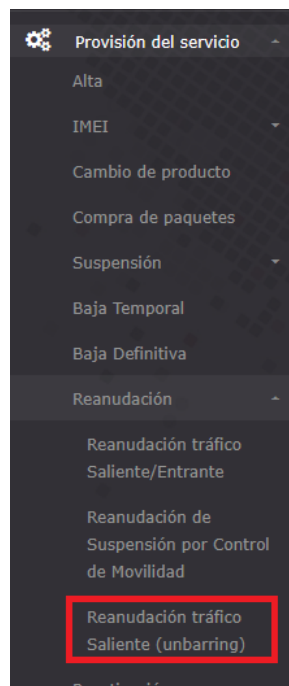 Provisión del servicio
Alta
IMEI
Cambio de producto
Compra de paquetes
Suspensión
Baja Temporal
Baja Definitiva
Reanudación
Reanudación tráfico
Saliente/Entrante
Reanudación de
Suspensión por Control
de Movilidad
Reanudación tráfico
Saliente (unbarring)